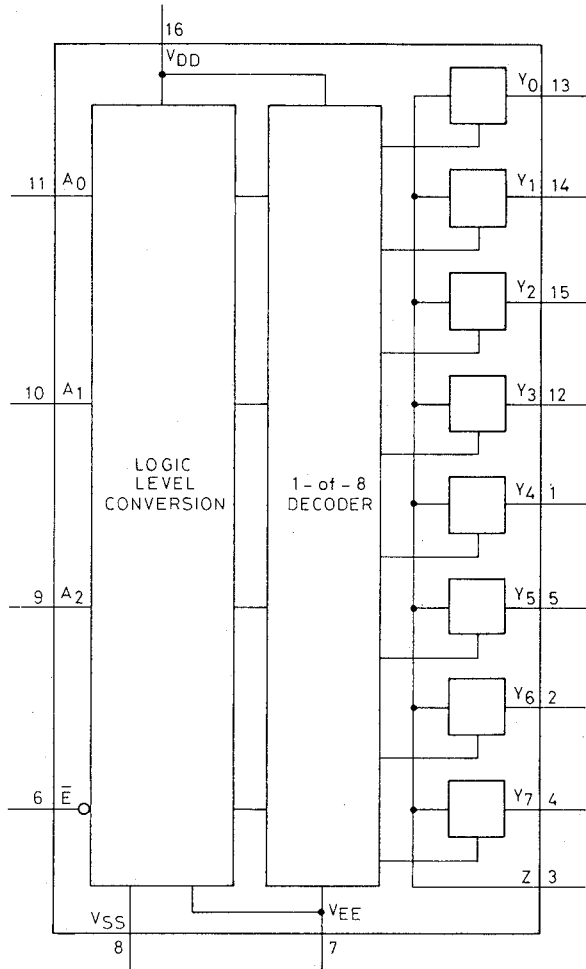 16
VDD
Y0 13
11 A0
Y1 14
Y2 15
10 A1
Y3 12
LOGIC
LEVEL
CONVERSION
1-of-8
DECODER
Y4 1
9 A2
Y5 5
Y6 2
6 E̅
Y7 4
Z 3
VSS
VEE
8
7